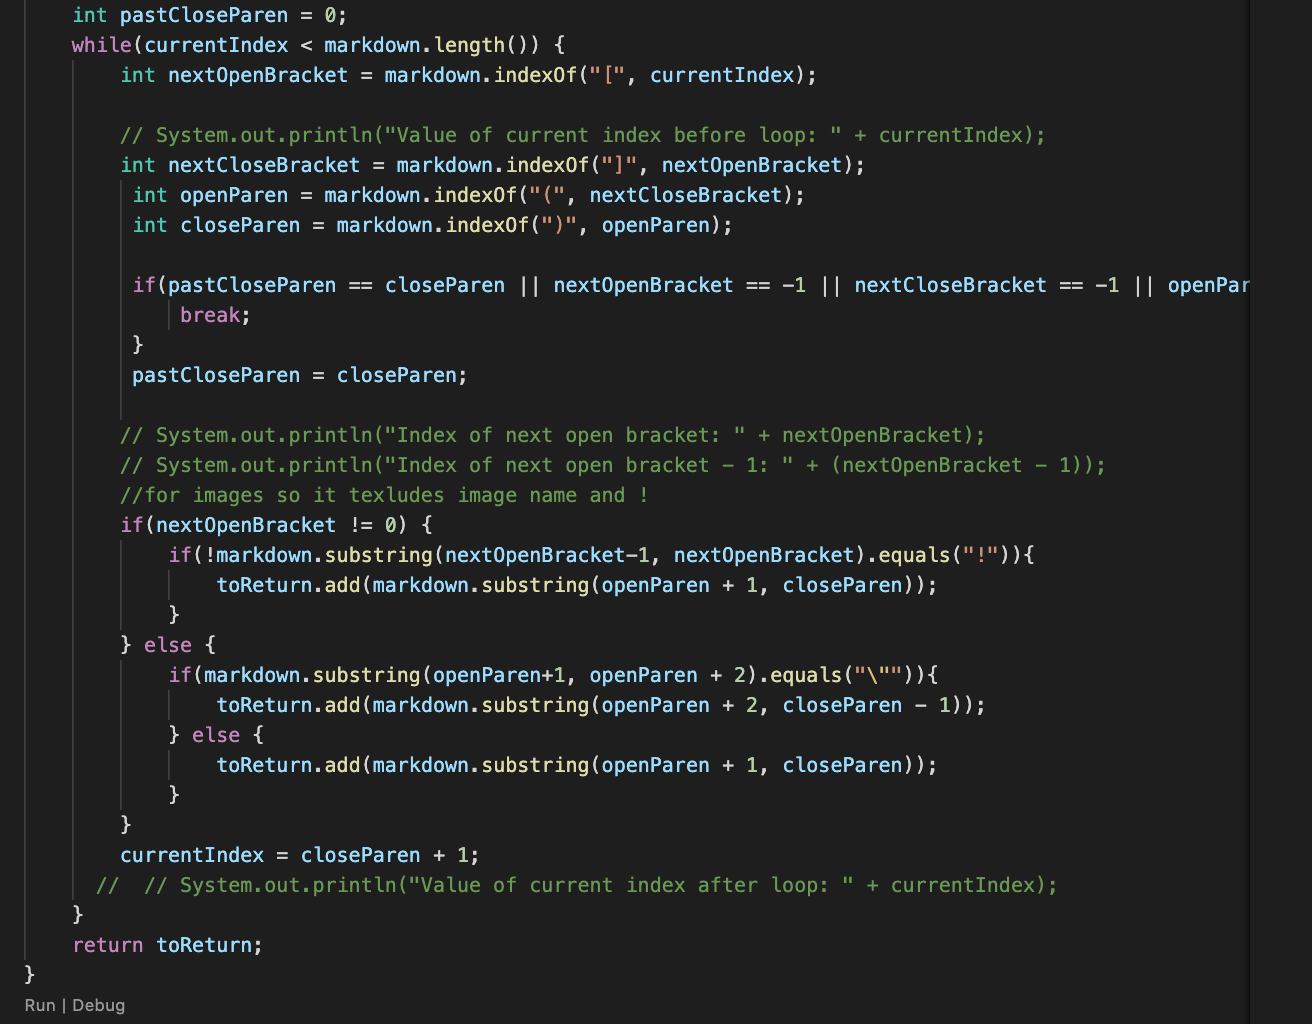 int pastCloseParen = 0;
while(currentIndex < markdown.length()) {
int nextOpenBracket = markdown.indexOf("[", currentIndex);
// System.out.println("Value of current index before loop: " + currentIndex);
int nextCloseBracket = markdown.indexOf("]", nextOpenBracket);
int openParen = markdown.indexOf("(", nextCloseBracket);
int closeParen = markdown.indexOf(")", openParen);
if(pastCloseParen == closeParen || nextOpenBracket == -1 || nextCloseBracket == -1 || openPar
break;
}
pastCloseParen = closeParen;
// System.out.println("Index of next open bracket: " + nextOpenBracket);
// System.out.println("Index of next open bracket - 1: " + (nextOpenBracket - 1));
//for images so it texludes image name and !
if(nextOpenBracket != 0) {
if(!markdown.substring(nextOpenBracket-1, nextOpenBracket).equals("!")){
toReturn.add(markdown.substring(openParen + 1, closeParen));
}
} else {
if(markdown.substring(openParen+1, openParen + 2).equals("\"")){
toReturn.add(markdown.substring(openParen + 2, closeParen - 1));
} else {
toReturn.add(markdown.substring(openParen + 1, closeParen));
}
}
currentIndex = closeParen + 1;
//  // System.out.println("Value of current index after loop: " + currentIndex);
}
return toReturn;
}
Run | Debug